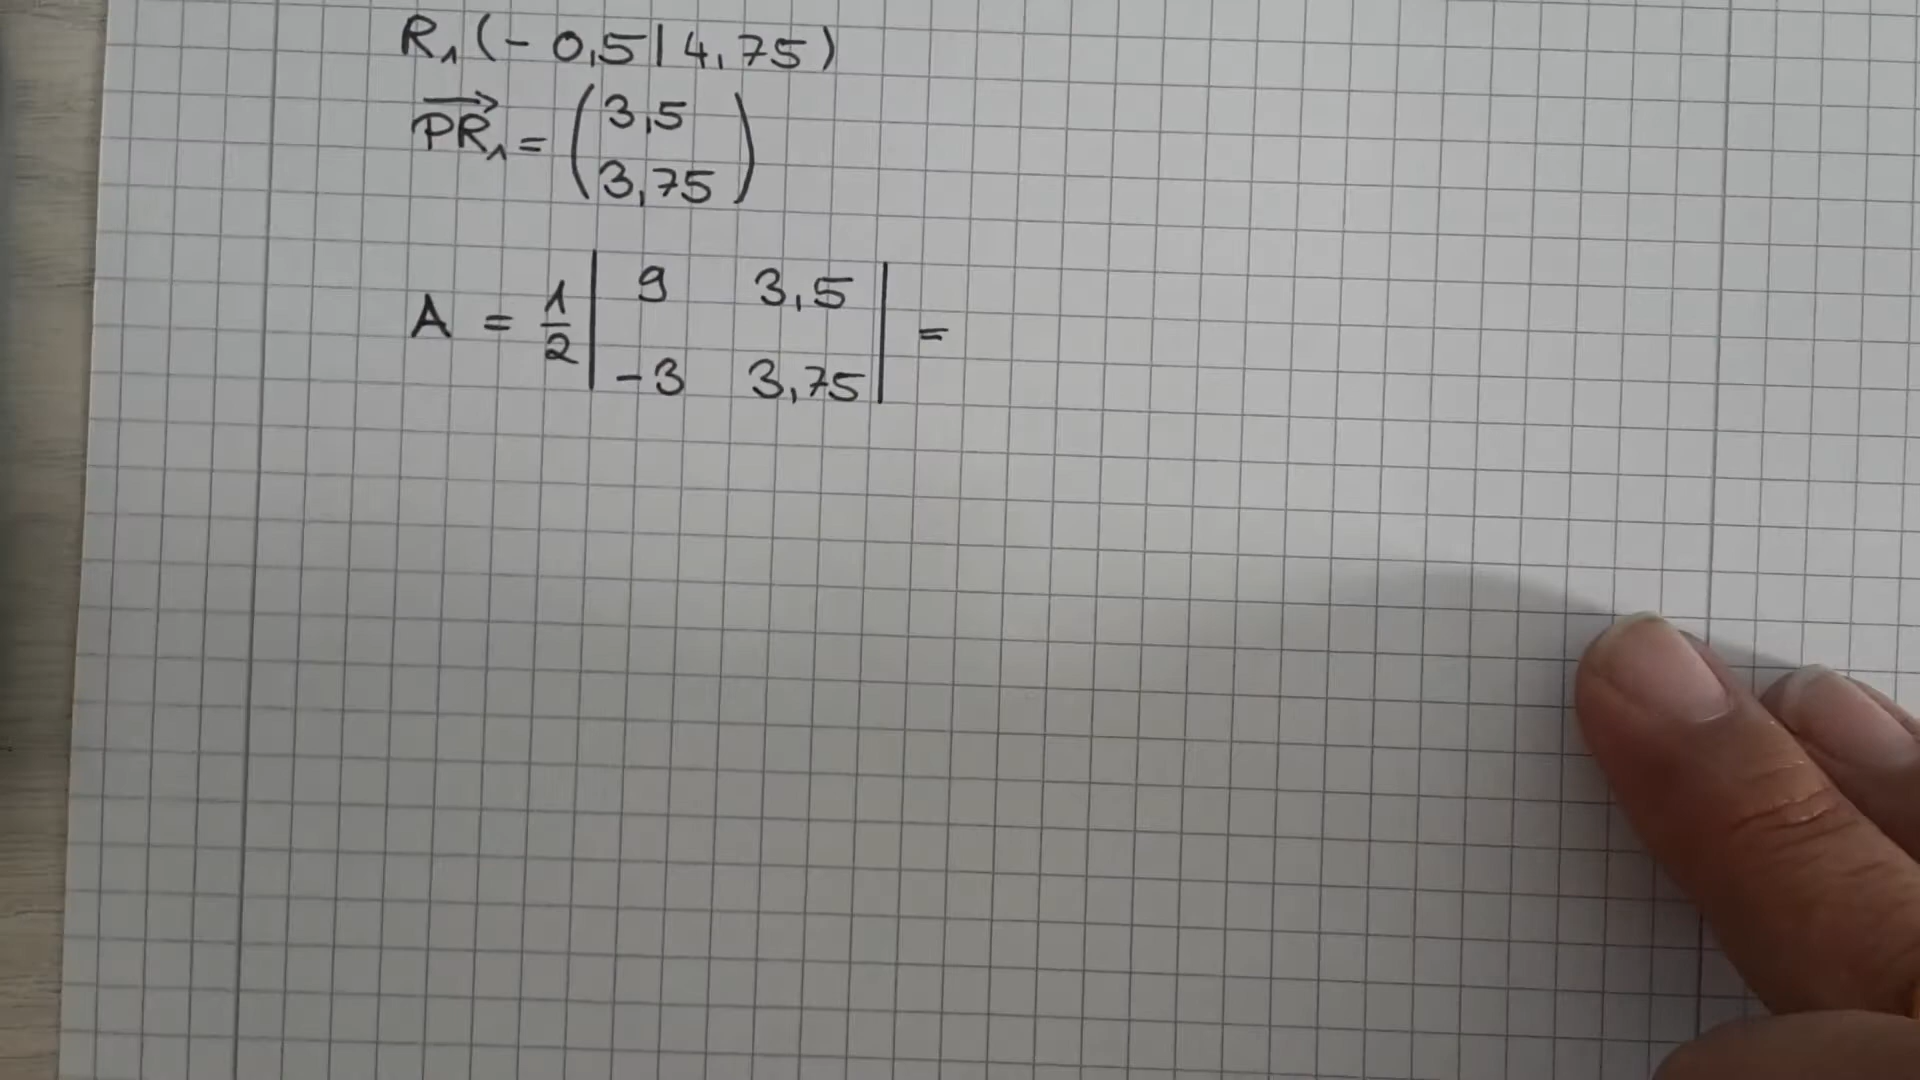 R₁(-0,5|4,75)
→
PR₁ = (3,5
3,75)
A = 1/2 | 9 3,5 | =
| -3 3,75 |